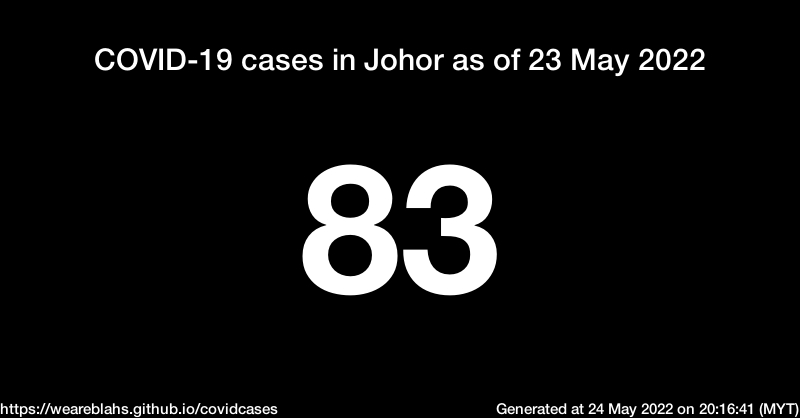 COVID-19 cases in Johor as of 23 May 2022
83
https://weareblahs.github.io/covidcases
Generated at 24 May 2022 on 20:16:41 (MYT)